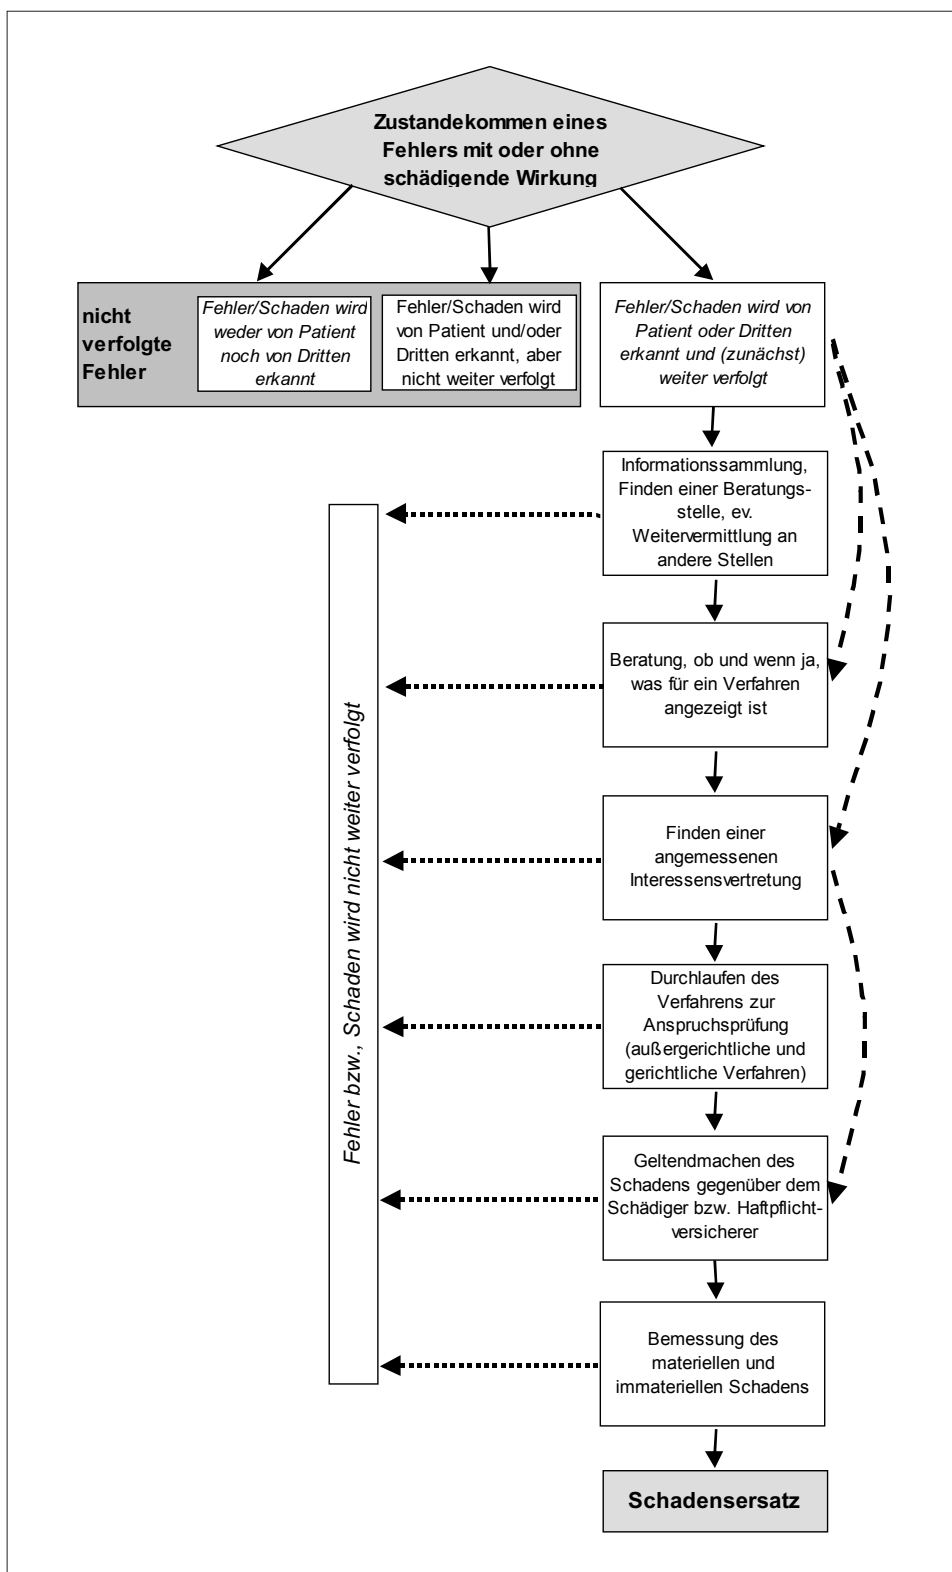 Zustandekommen eines
Fehlers mit oder ohne
schädigende Wirkung
nicht
verfolgte
Fehler
Fehler/Schaden wird
weder von Patient
noch von Dritten
erkannt
Fehler/Schaden wird
von Patient und/oder
Dritten erkannt, aber
nicht weiter verfolgt
Fehler/Schaden wird von
Patient oder Dritten
erkannt und (zunächst)
weiter verfolgt
Informationssammlung,
Finden einer Beratungs-
stelle, ev.
Weitervermittlung an
andere Stellen
Beratung, ob und wenn ja,
was für ein Verfahren
angezeigt ist
Fehler bzw., Schaden wird nicht weiter verfolgt
Finden einer
angemessenen
Interessensvertretung
Durchlaufen des
Verfahrens zur
Anspruchsprüfung
(außergerichtliche und
gerichtliche Verfahren)
Geltendmachen des
Schadens gegenüber dem
Schädiger bzw. Haftpflicht-
versicherer
Bemessung des
materiellen und
immateriellen Schadens
Schadensersatz